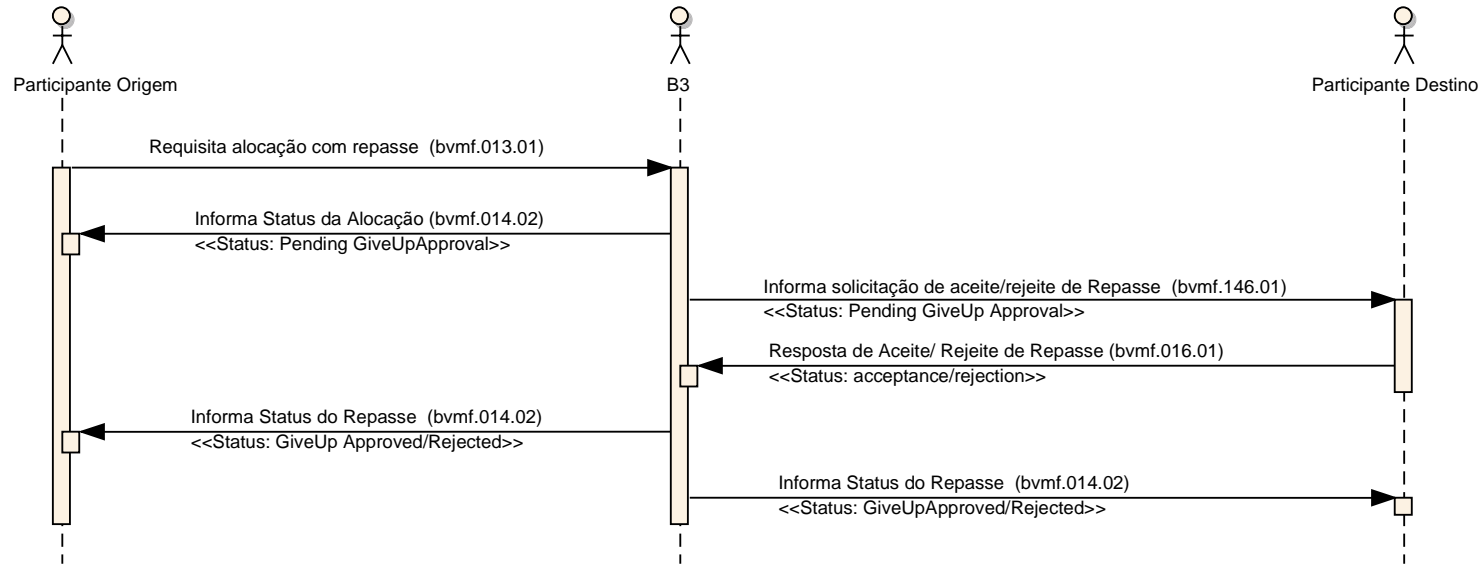 Participante Origem
B3
Participante Destino
Requisita alocação com repasse (bvmf.013.01)
Informa Status da Alocação (bvmf.014.02)
<<Status: Pending GiveUpApproval>>
Informa solicitação de aceite/rejeite de Repasse (bvmf.146.01)
<<Status: Pending GiveUp Approval>>
Resposta de Aceite/ Rejeite de Repasse (bvmf.016.01)
<<Status: acceptance/rejection>>
Informa Status do Repasse (bvmf.014.02)
<<Status: GiveUp Approved/Rejected>>
Informa Status do Repasse (bvmf.014.02)
<<Status: GiveUpApproved/Rejected>>